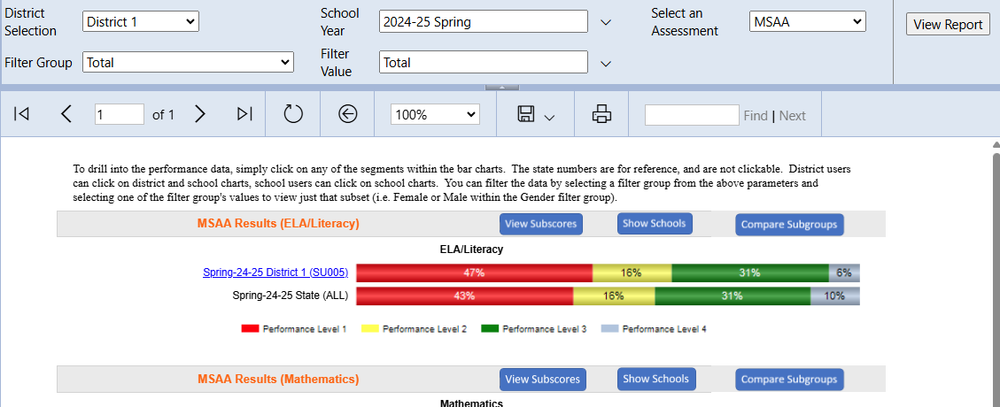 District Selection
District 1
School Year
2024-25 Spring
Select an Assessment
MSAA
View Report
Filter Group
Total
Filter Value
Total
1
of 1
100%
Find | Next
To drill into the performance data, simply click on any of the segments within the bar charts. The state numbers are for reference, and are not clickable. District users
can click on district and school charts, school users can click on school charts. You can filter the data by selecting a filter group from the above parameters and
selecting one of the filter group's values to view just that subset (i.e. Female or Male within the Gender filter group).
MSAA Results (ELA/Literacy)
View Subscores
Show Schools
Compare Subgroups
ELA/Literacy
Spring-24-25 District 1 (SU005)
47%
16%
31%
6%
Spring-24-25 State (ALL)
43%
16%
31%
10%
Performance Level 1
Performance Level 2
Performance Level 3
Performance Level 4
MSAA Results (Mathematics)
View Subscores
Show Schools
Compare Subgroups
Mathematics